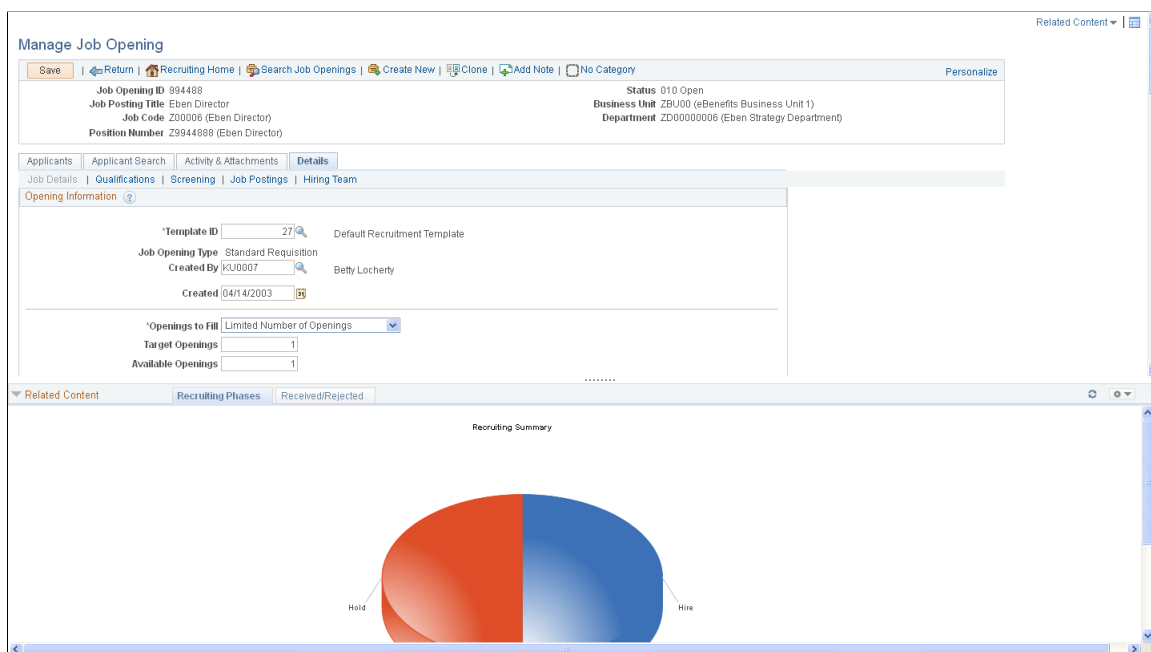 Related Content
Manage Job Opening
Save | Return | Recruiting Home | Search Job Openings | Create New | Clone | Add Note | No Category Personalize
Job Opening ID 994488 Status 010 Open
Job Posting Title Eben Director Business Unit ZBU00 (eBenefits Business Unit 1)
Job Code Z00006 (Eben Director) Department ZD00000006 (Eben Strategy Department)
Position Number Z9944888 (Eben Director)
Applicants Applicant Search Activity & Attachments Details
Job Details | Qualifications | Screening | Job Postings | Hiring Team
Opening Information ?
*Template ID 27 Default Recruitment Template
Job Opening Type Standard Requisition
Created By KU0007 Betty Locherty
Created 04/14/2003 31
*Openings to Fill Limited Number of Openings
Target Openings 1
Available Openings 1
Related Content Recruiting Phases Received/Rejected
Recruiting Summary
Hold Hire